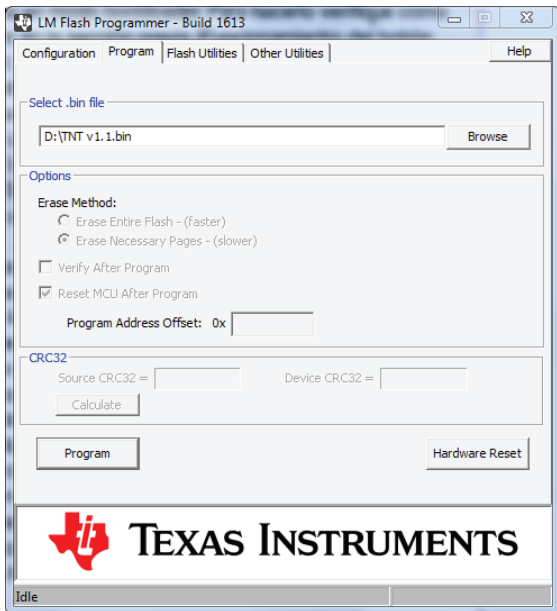 LM Flash Programmer - Build 1613
Configuration Program Flash Utilities Other Utilities Help
Select .bin file
D:\TNT v1.1.bin Browse
Options
Erase Method:
Erase Entire Flash - (faster)
Erase Necessary Pages - (slower)
Verify After Program
Reset MCU After Program
Program Address Offset: 0x
CRC32
Source CRC32 = Device CRC32 =
Calculate
Program Hardware Reset
TEXAS INSTRUMENTS
Idle